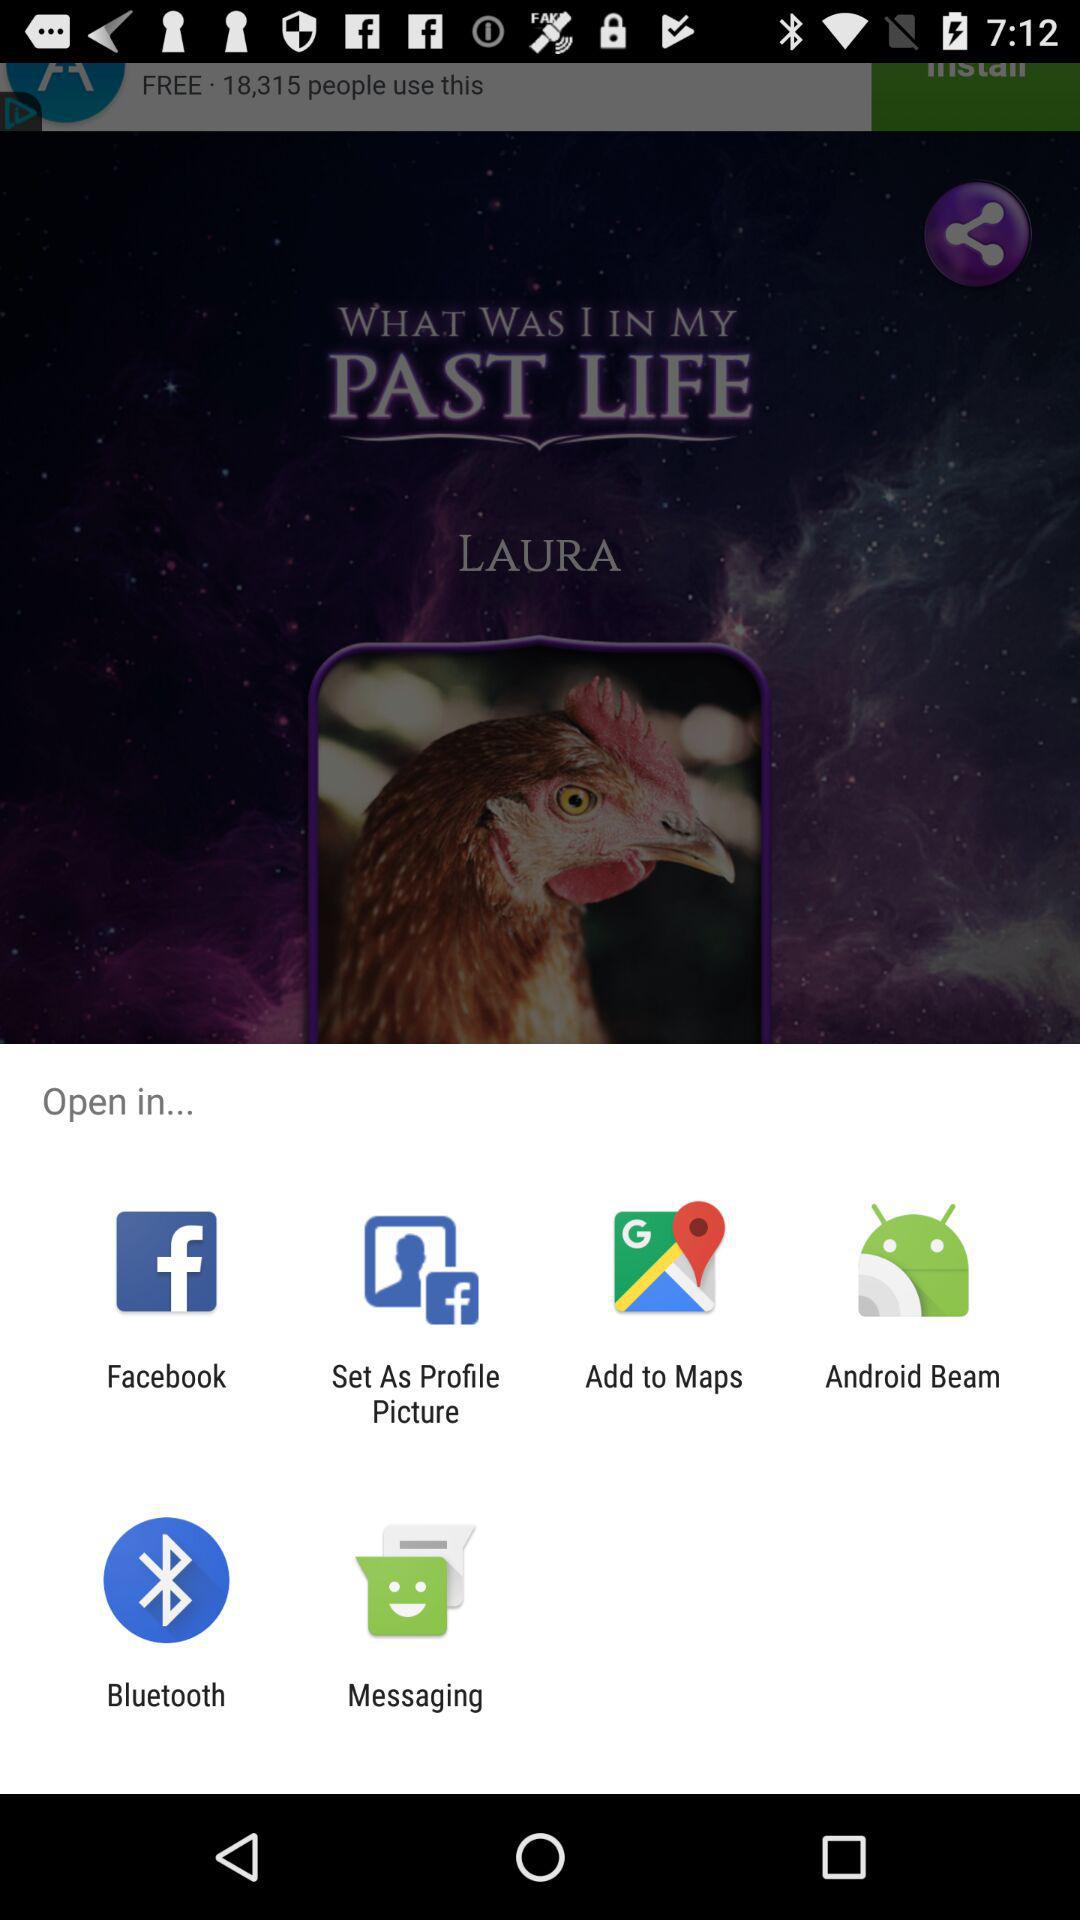 FAKE
7:12
FREE · 18,315 people use this
Install
What Was I in My
PAST LIFE
Laura
Open in...
G
Facebook
Set As Profile
Picture
Add to Maps
Android Beam
Bluetooth
Messaging